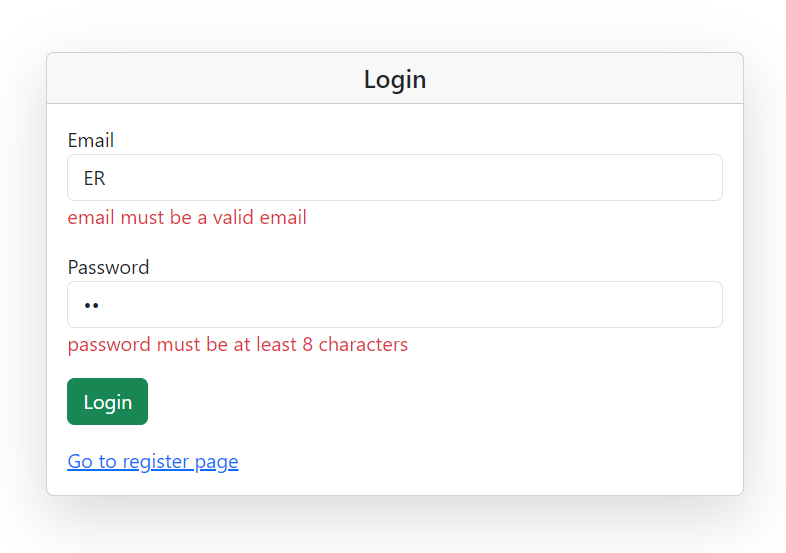 Login
Email
ER
email must be a valid email
Password
••
password must be at least 8 characters
Login
Go to register page